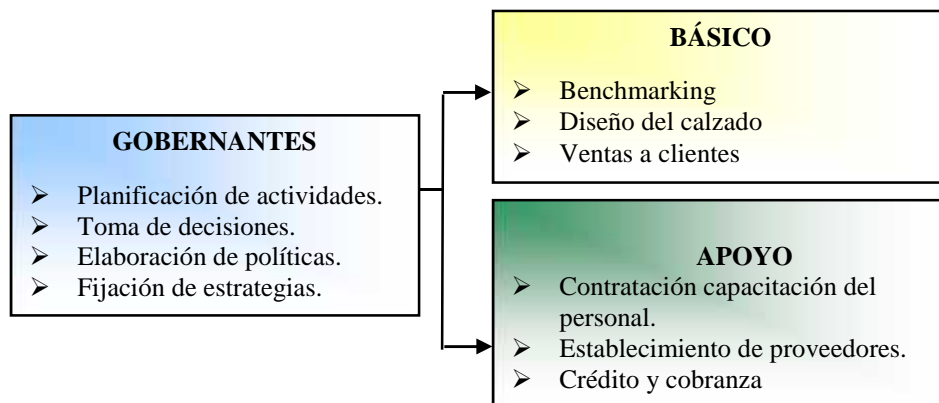 GOBERNANTES
➢ Planificación de actividades.
➢ Toma de decisiones.
➢ Elaboración de políticas.
➢ Fijación de estrategias.
BÁSICO
➢ Benchmarking
➢ Diseño del calzado
➢ Ventas a clientes
APOYO
➢ Contratación capacitación del
personal.
➢ Establecimiento de proveedores.
➢ Crédito y cobranza